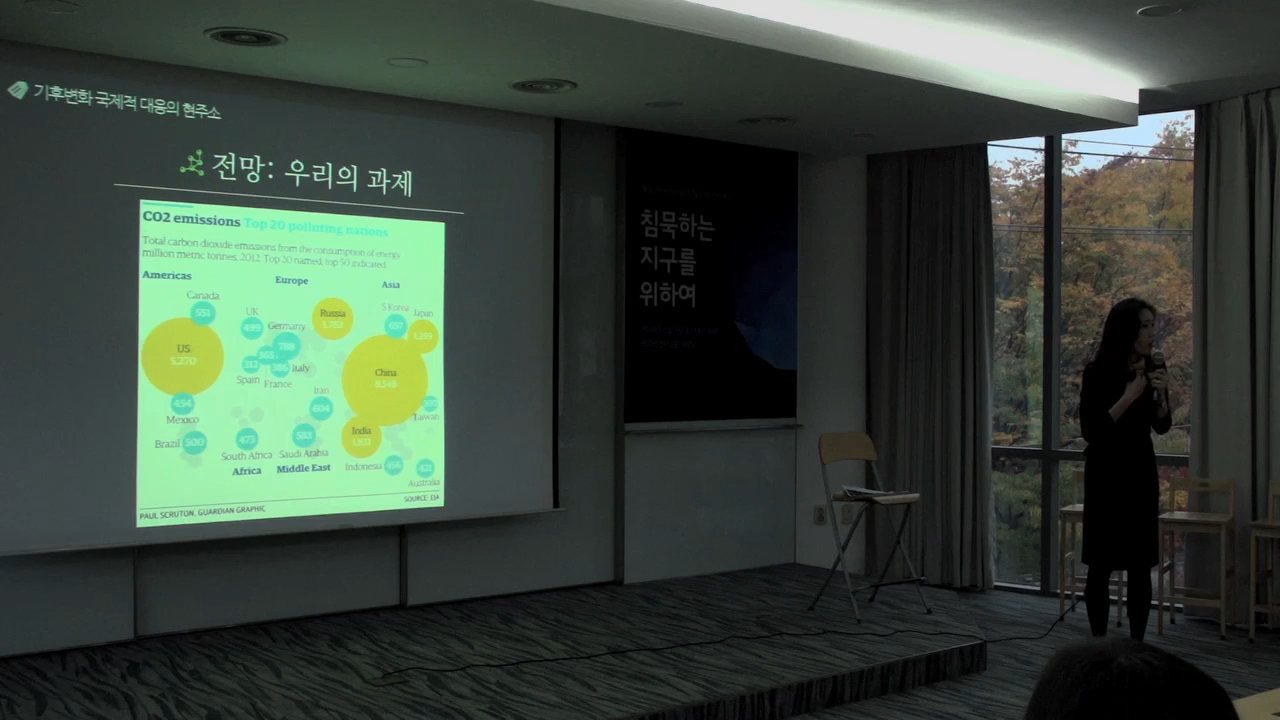 기후변화 국제적 대응의 현주소
전망: 우리의 과제
CO2 emissions Top 20 polluting nations
Total carbon dioxide emissions from the consumption of energy
million metric tonnes, 2012. Top 20 named, top 50 indicated
Americas
Europe
Asia
Canada
551
UK
499
Germany
788
Russia
1,782
S Korea
657
Japan
1,259
US
5,270
Spain
312
France
Italy
386
China
8,548
Iran
604
Mexico
454
Taiwan
India
1,831
Brazil 500
473
South Africa
583
Saudi Arabia
Indonesia 456
421
Australia
Africa
Middle East
SOURCE: EIA
PAUL SCRUTON, GUARDIAN GRAPHIC
침묵하는
지구를
위하여